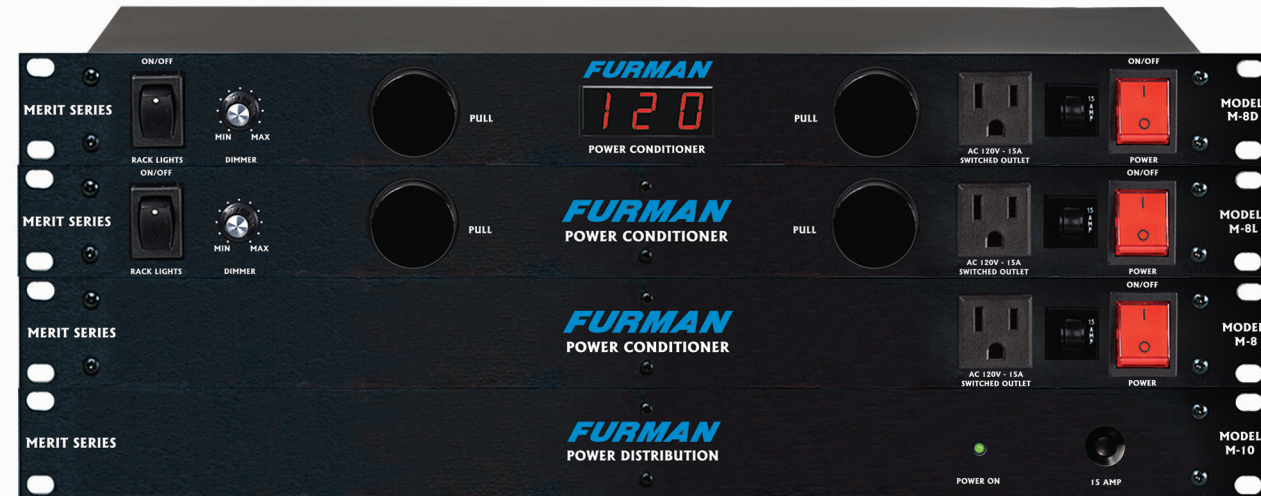 ON/OFF
MERIT SERIES
MIN MAX
RACK LIGHTS
DIMMER
PULL
FURMAN
120
POWER CONDITIONER
PULL
AC 120V - 15A
SWITCHED OUTLET
15
AMP
ON/OFF
POWER
MODEL
M-8D
ON/OFF
MERIT SERIES
MIN MAX
RACK LIGHTS
DIMMER
PULL
FURMAN
POWER CONDITIONER
PULL
AC 120V - 15A
SWITCHED OUTLET
15
AMP
ON/OFF
POWER
MODEL
M-8L
MERIT SERIES
FURMAN
POWER CONDITIONER
AC 120V - 15A
SWITCHED OUTLET
15
AMP
ON/OFF
POWER
MODEL
M-8
MERIT SERIES
FURMAN
POWER DISTRIBUTION
POWER ON
15 AMP
MODEL
M-10